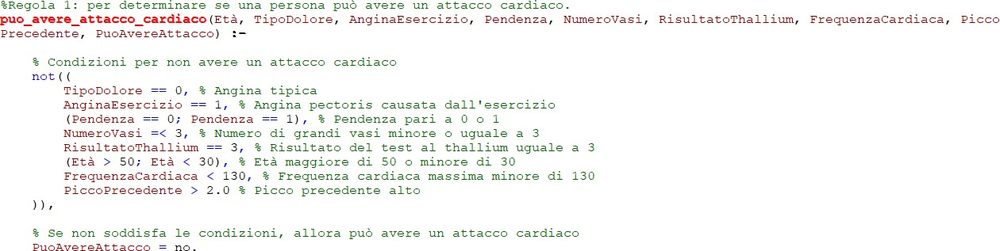 %Regola 1: per determinare se una persona può avere un attacco cardiaco.
puo_avere_attacco_cardiaco(Età, TipoDolore, AnginaEsercizio, Pendenza, NumeroVasi, RisultatoThallium, FrequenzaCardiaca, Picco
Precedente, PuoAvereAttacco) :-
% Condizioni per non avere un attacco cardiaco
not((
TipoDolore == 0, % Angina tipica
AnginaEsercizio == 1, % Angina pectoris causata dall'esercizio
(Pendenza == 0; Pendenza == 1), % Pendenza pari a 0 o 1
NumeroVasi =< 3, % Numero di grandi vasi minore o uguale a 3
RisultatoThallium == 3, % Risultato del test al thallium uguale a 3
(Età > 50; Età < 30), % Età maggiore di 50 o minore di 30
FrequenzaCardiaca < 130, % Frequenza cardiaca massima minore di 130
PiccoPrecedente > 2.0 % Picco precedente alto
)),
% Se non soddisfa le condizioni, allora può avere un attacco cardiaco
PuoAvereAttacco = no.